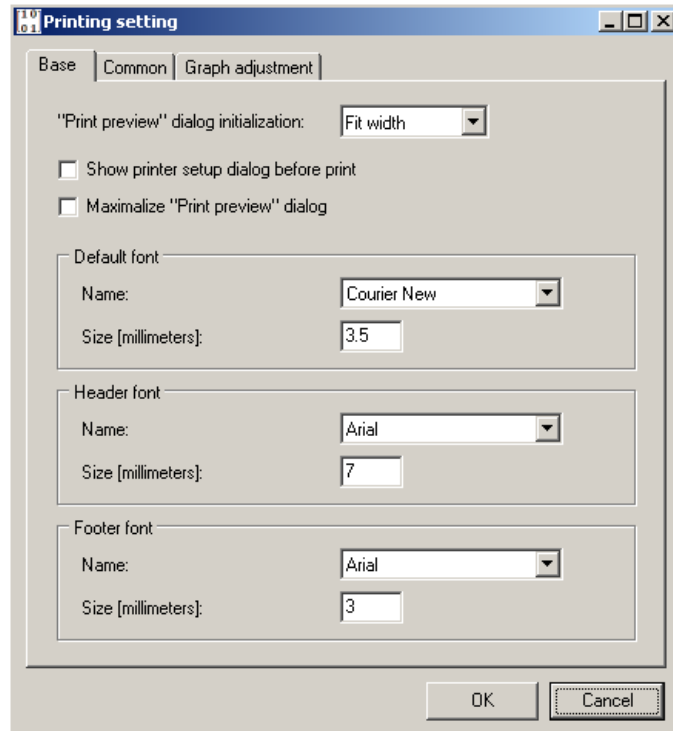 Printing setting
Base Common Graph adjustment
"Print preview" dialog initialization: Fit width
Show printer setup dialog before print
Maximalize "Print preview" dialog
Default font
Name: Courier New
Size [millimeters]: 3.5
Header font
Name: Arial
Size [millimeters]: 7
Footer font
Name: Arial
Size [millimeters]: 3
OK Cancel